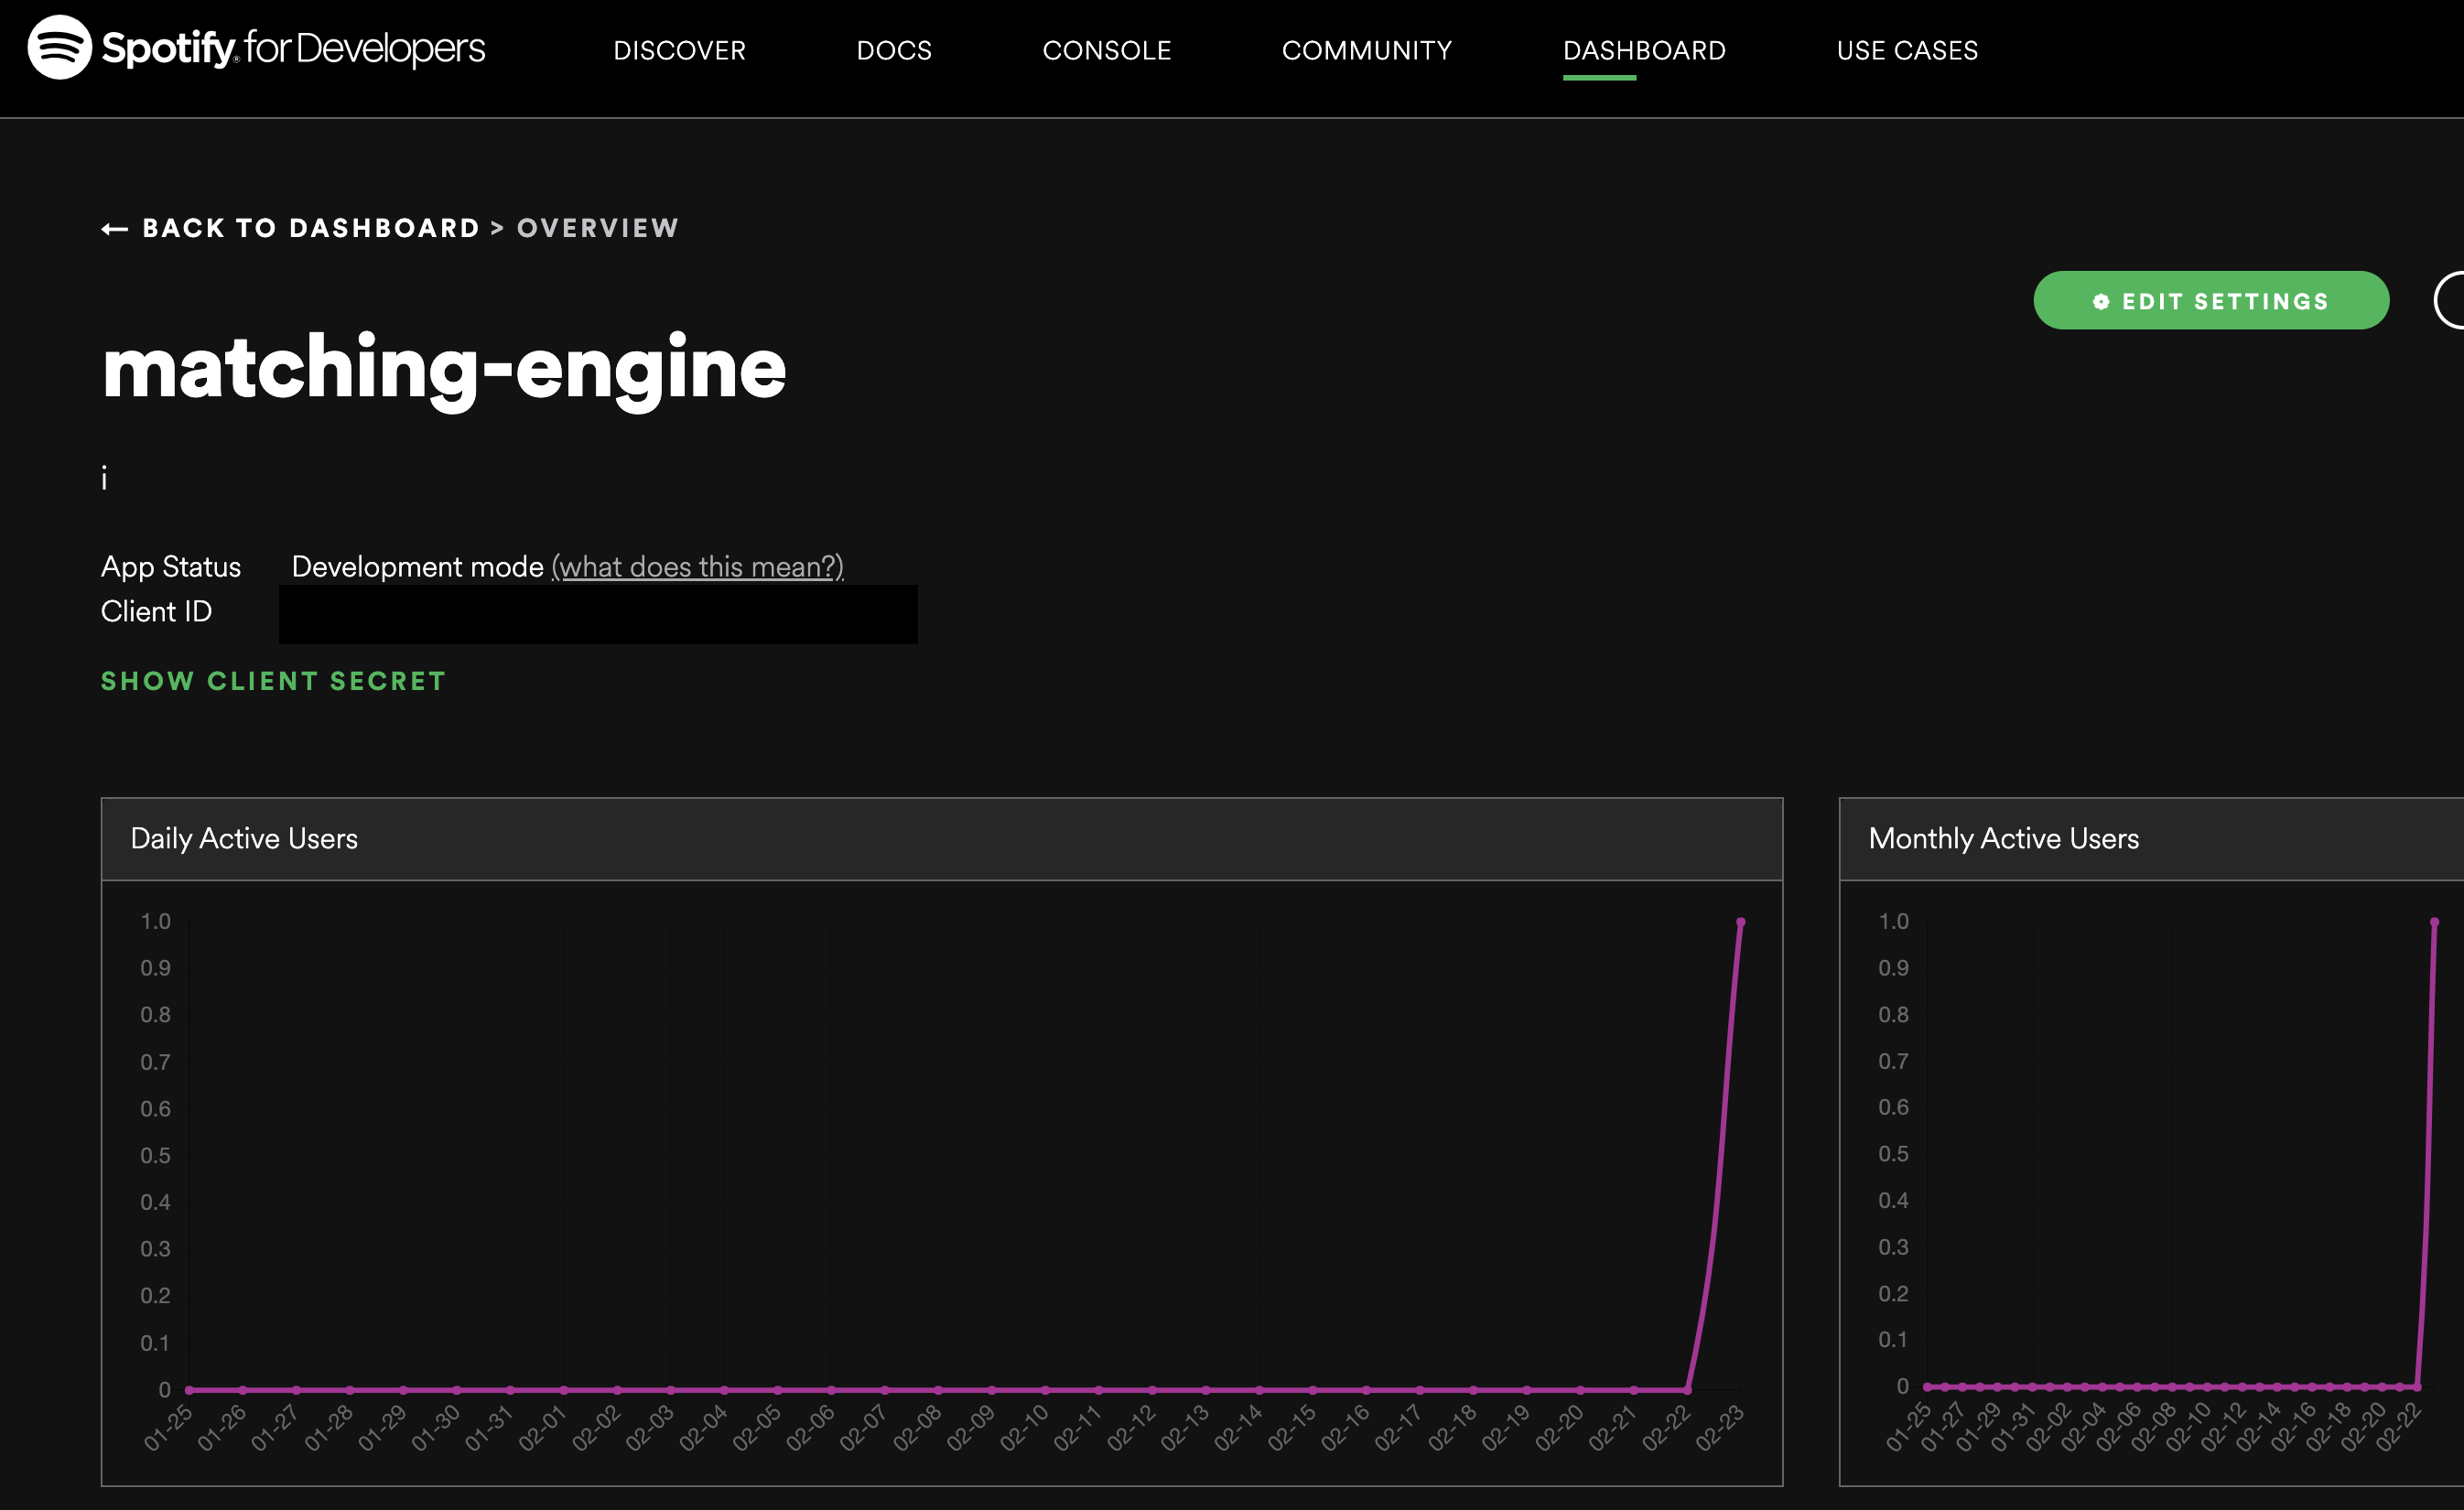 Spotify® for Developers DISCOVER DOCS CONSOLE COMMUNITY DASHBOARD USE CASES
← BACK TO DASHBOARD > OVERVIEW
EDIT SETTINGS
matching-engine
i
App Status Development mode (what does this mean?)
Client ID
SHOW CLIENT SECRET
Daily Active Users
1.0
0.9
0.8
0.7
0.6
0.5
0.4
0.3
0.2
0.1
0
01-25 01-26 01-27 01-28 01-29 01-30 01-31 02-01 02-02 02-03 02-04 02-05 02-06 02-07 02-08 02-09 02-10 02-11 02-12 02-13 02-14 02-15 02-16 02-17 02-18 02-19 02-20 02-21 02-22 02-23
Monthly Active Users
1.0
0.9
0.8
0.7
0.6
0.5
0.4
0.3
0.2
0.1
0
01-25 01-27 01-29 01-31 02-02 02-04 02-06 02-08 02-10 02-12 02-14 02-16 02-18 02-20 02-22